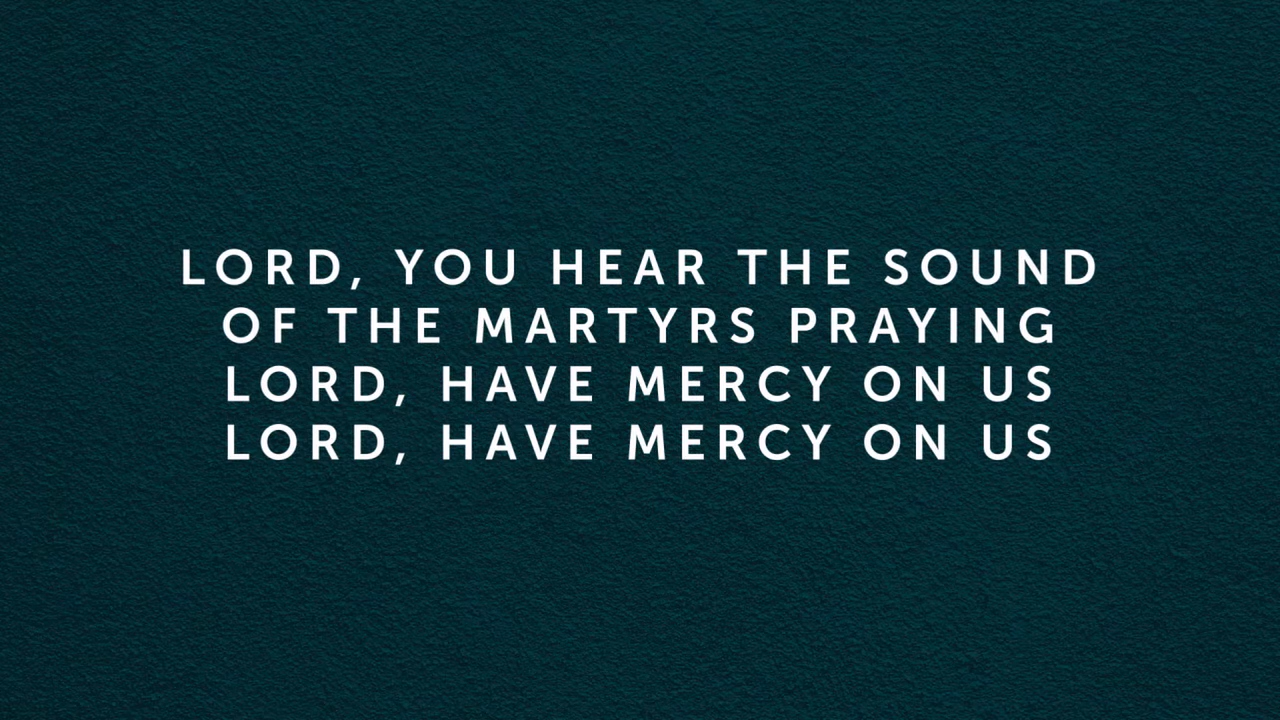 LORD, YOU HEAR THE SOUND
OF THE MARTYRS PRAYING
LORD, HAVE MERCY ON US
LORD, HAVE MERCY ON US